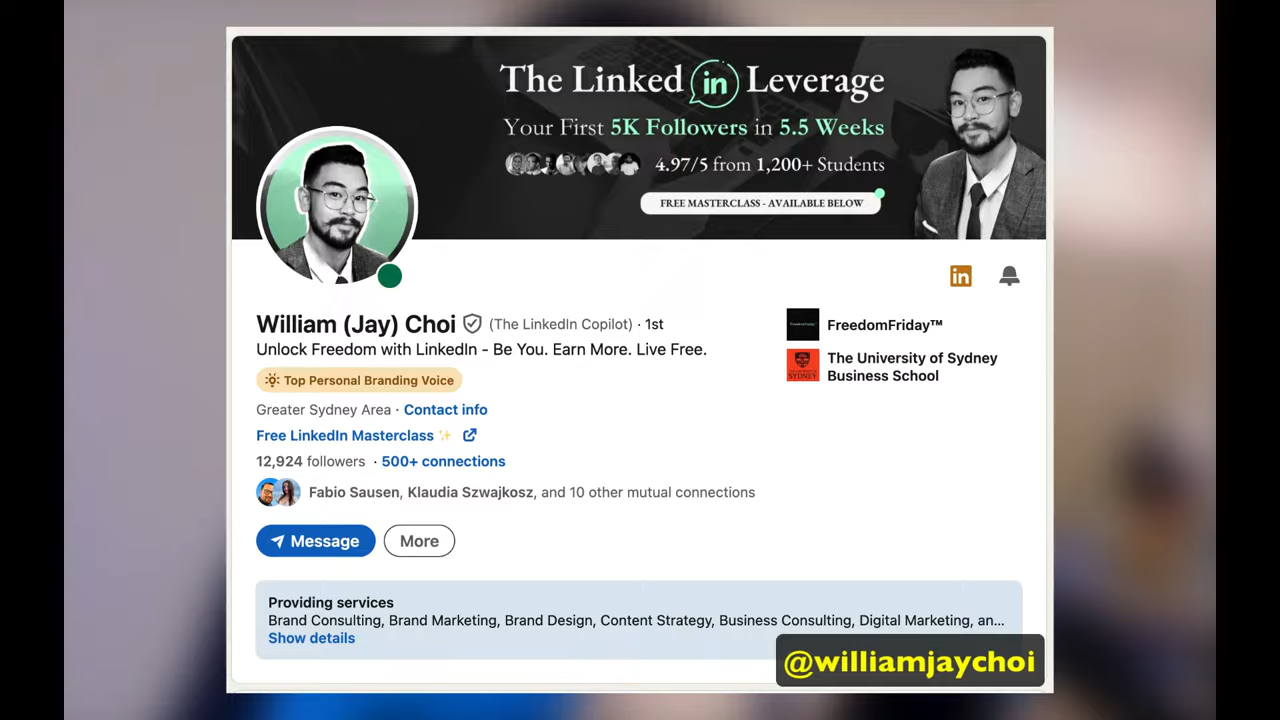 The Linked in Leverage
Your First 5K Followers in 5.5 Weeks
4.97/5 from 1,200+ Students
FREE MASTERCLASS - AVAILABLE BELOW
in
William (Jay) Choi (The LinkedIn Copilot) · 1st
Unlock Freedom with LinkedIn - Be You. Earn More. Live Free.
Top Personal Branding Voice
Greater Sydney Area · Contact info
Free LinkedIn Masterclass ✨
12,924 followers · 500+ connections
Fabio Sausen, Klaudia Szwajkosz, and 10 other mutual connections
Message
More
FreedomFriday™
The University of Sydney
Business School
SYDNEY
Providing services
Brand Consulting, Brand Marketing, Brand Design, Content Strategy, Business Consulting, Digital Marketing, an...
Show details
@williamjaychoi